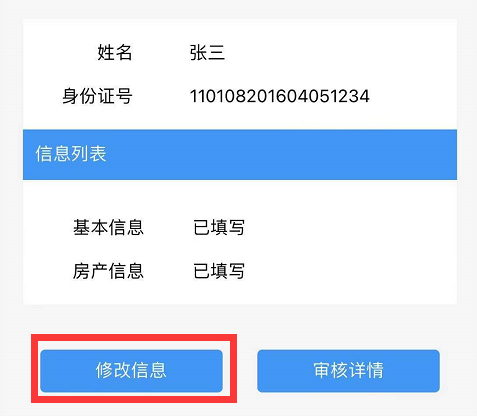 姓名 张三
身份证号 110108201604051234
信息列表
基本信息 已填写
房产信息 已填写
修改信息 审核详情